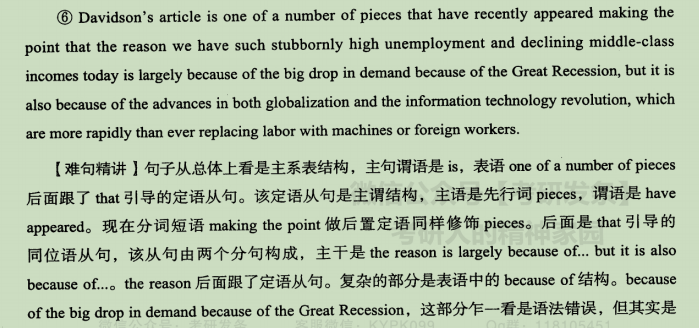 ⑥ Davidson's article is one of a number of pieces that have recently appeared making the
point that the reason we have such stubbornly high unemployment and declining middle-class
incomes today is largely because of the big drop in demand because of the Great Recession, but it is
also because of the advances in both globalization and the information technology revolution, which
are more rapidly than ever replacing labor with machines or foreign workers.
【难句精讲】句子从总体上看是主系表结构，主句谓语是 is，表语 one of a number of pieces
后面跟了 that 引导的定语从句。该定语从句是主谓结构，主语是先行词 pieces，谓语是 have
appeared。现在分词短语 making the point 做后置定语同样修饰 pieces。后面是 that 引导的
同位语从句，该从句由两个分句构成，主干是 the reason is largely because of... but it is also
because of...。the reason 后面跟了定语从句。复杂的部分是表语中的 because of 结构。because
of the big drop in demand because of the Great Recession，这部分乍一看是语法错误，但其实是